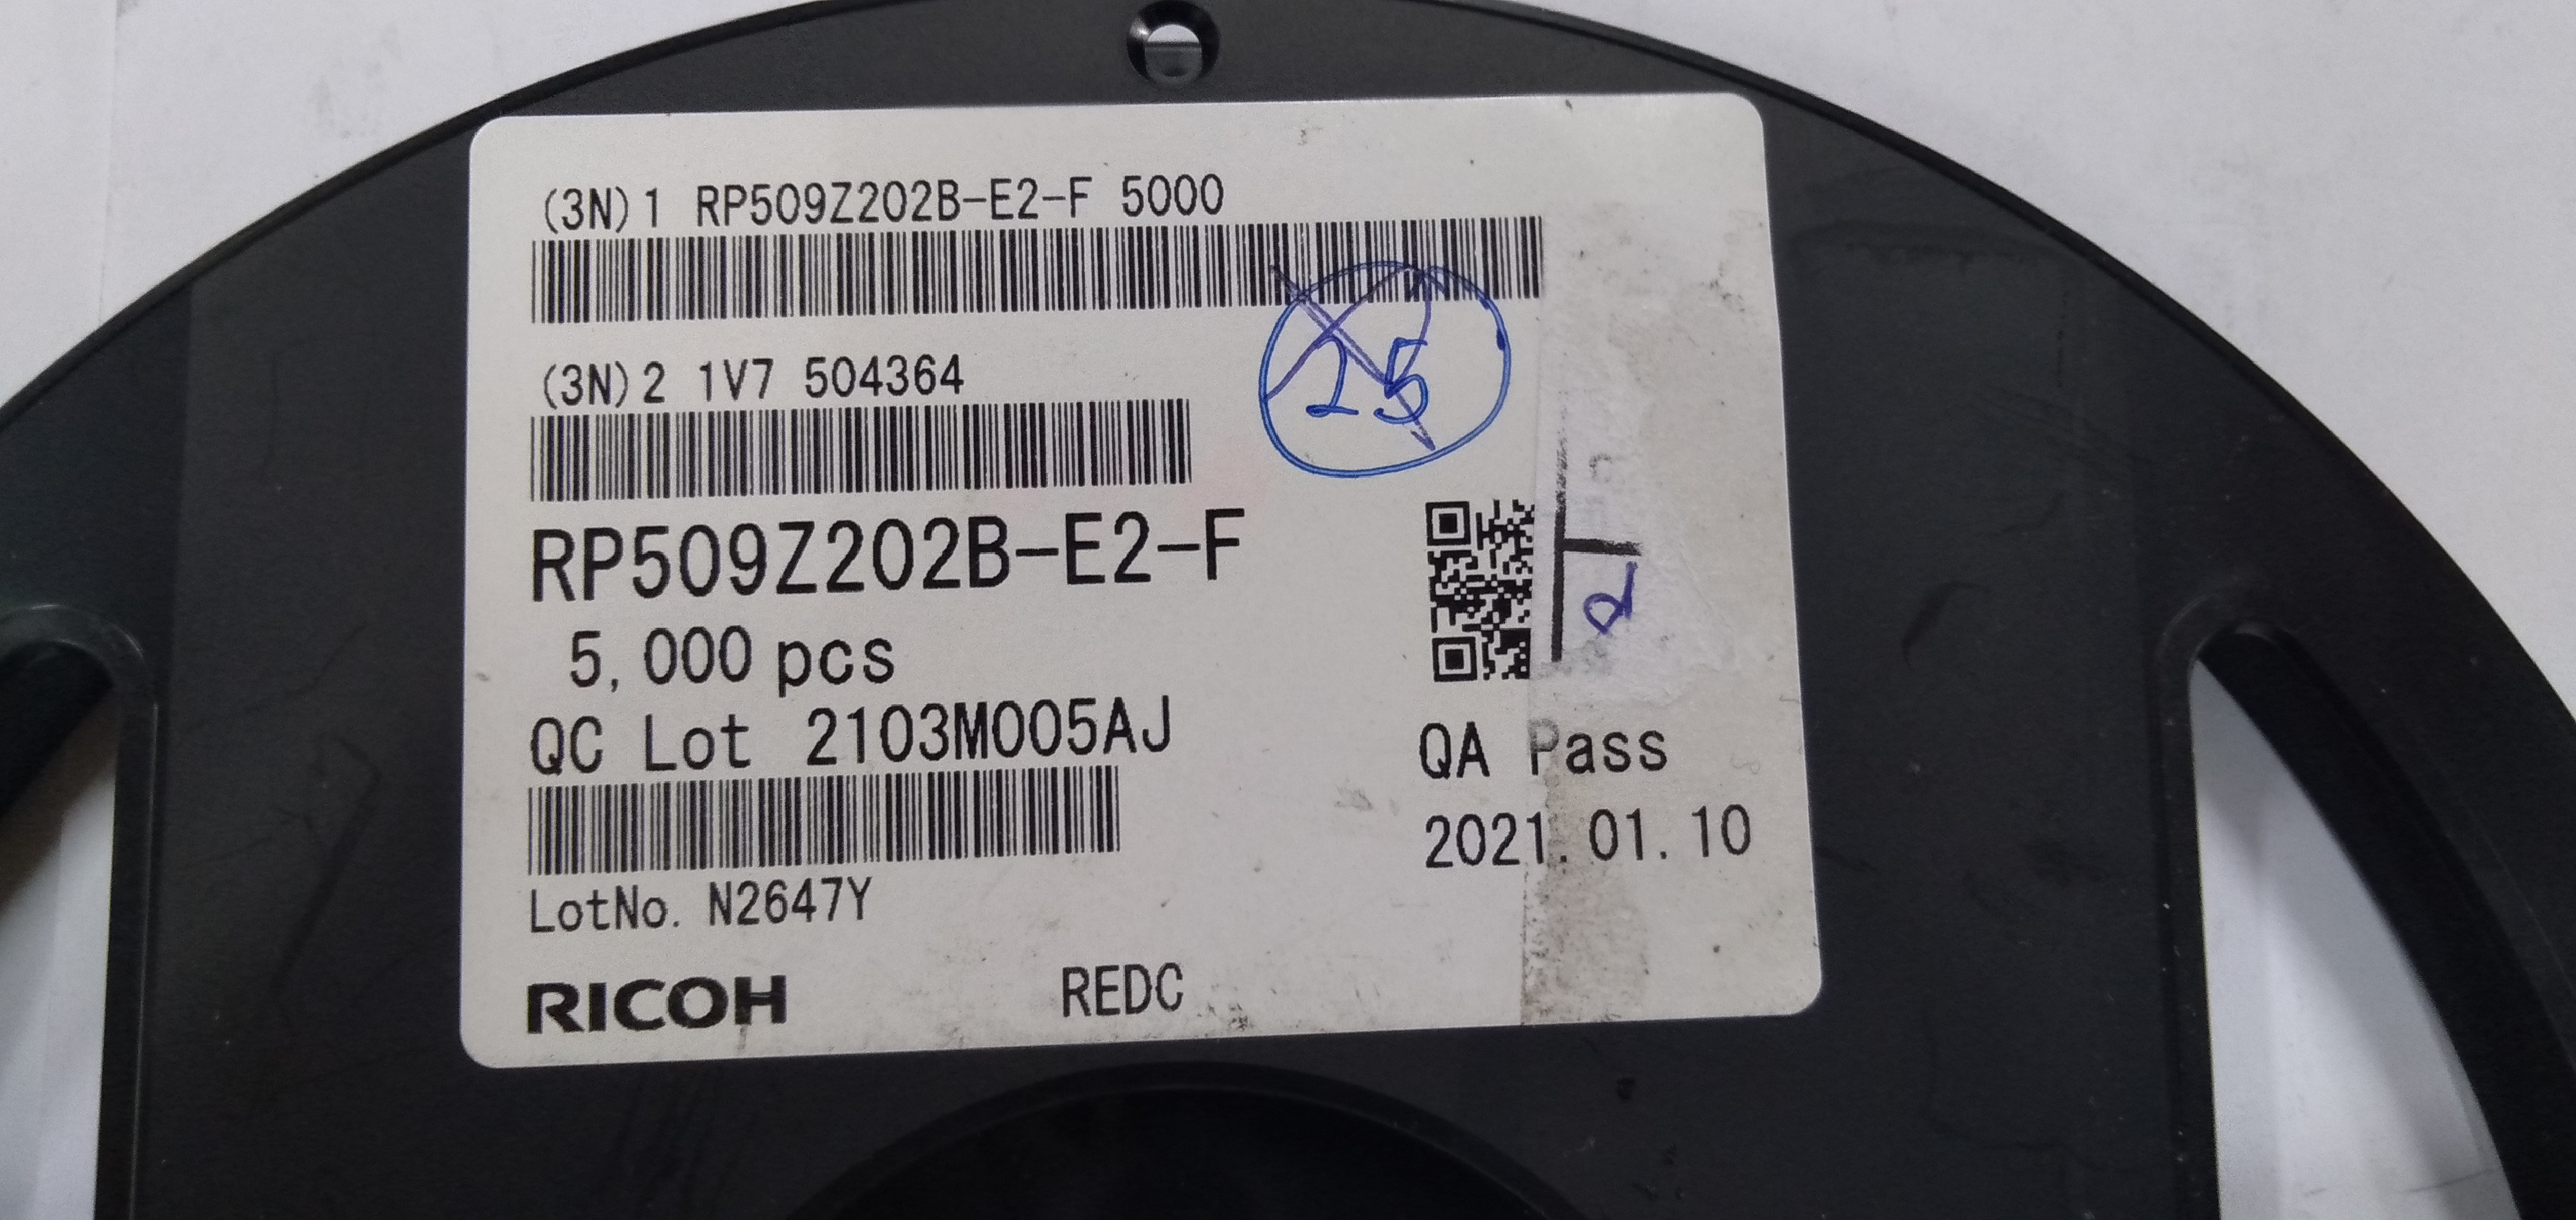 (3N)1 RP509Z202B-E2-F 5000
(3N)2 1V7 504364
25
RP509Z202B-E2-F
5,000 pcs
QC Lot 2103M005AJ
QA Pass
2021.01.10
LotNo. N2647Y
RICOH REDC